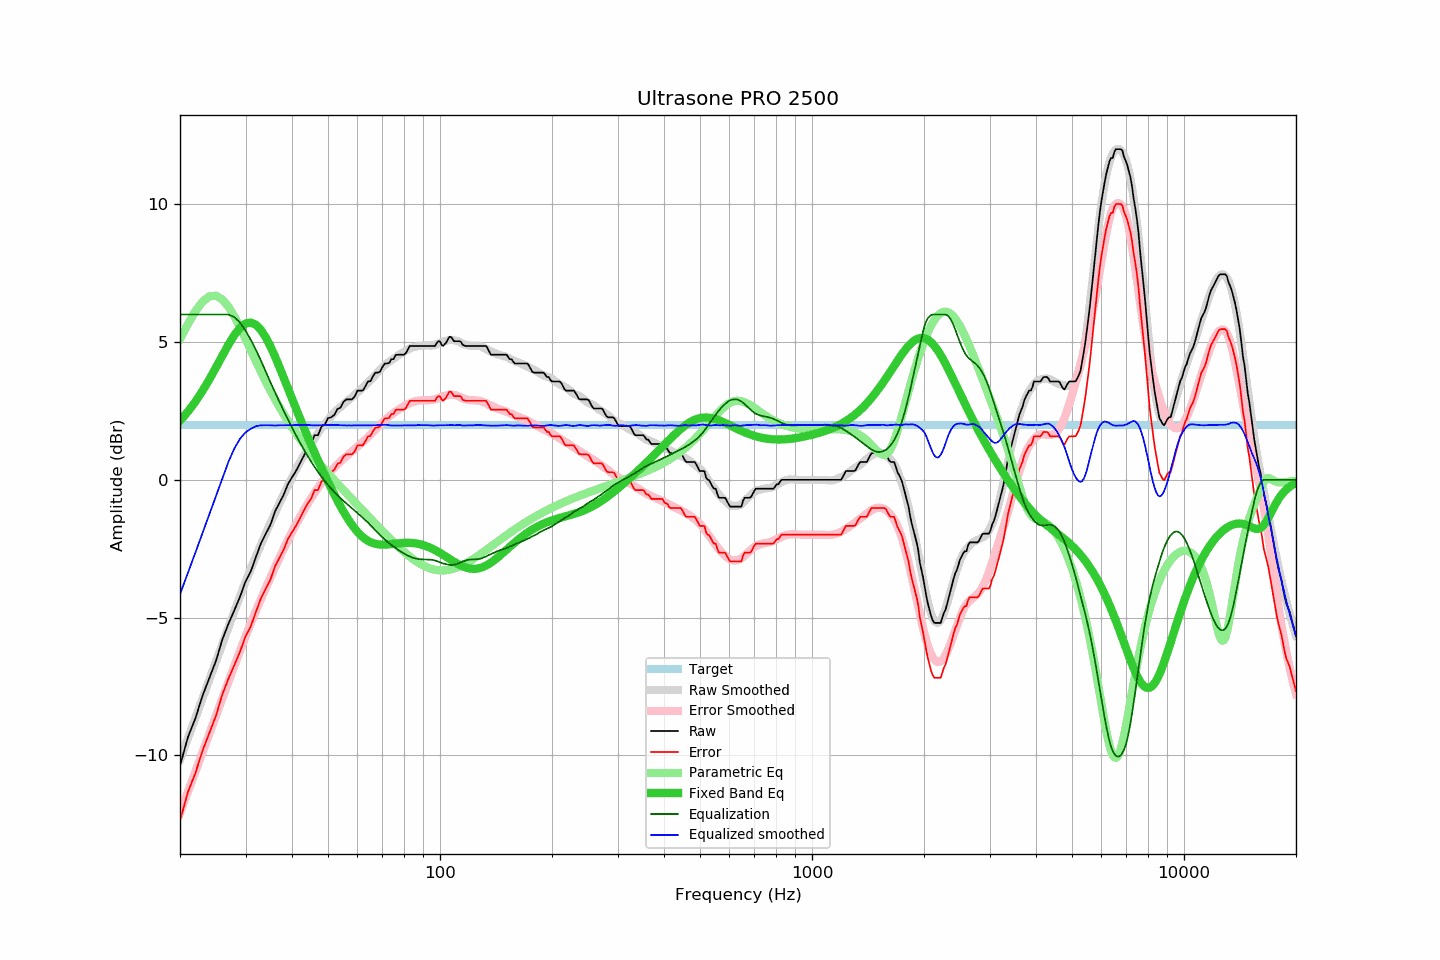 Ultrasone PRO 2500
Amplitude (dBr)
10
5
0
−5
−10
100
1000
10000
Frequency (Hz)
Target
Raw Smoothed
Error Smoothed
Raw
Error
Parametric Eq
Fixed Band Eq
Equalization
Equalized smoothed